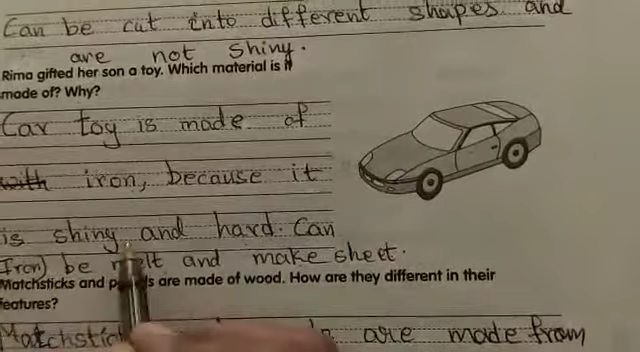 Can be cut into different shapes and
are not shiny.
Rima gifted her son a toy. Which material is it
made of? Why?
Car toy is made of
with iron, because it
is shiny and hard. Can
Iron) be melt and make sheet.
Matchsticks and are made of wood. How are they different in their
features?
are made from